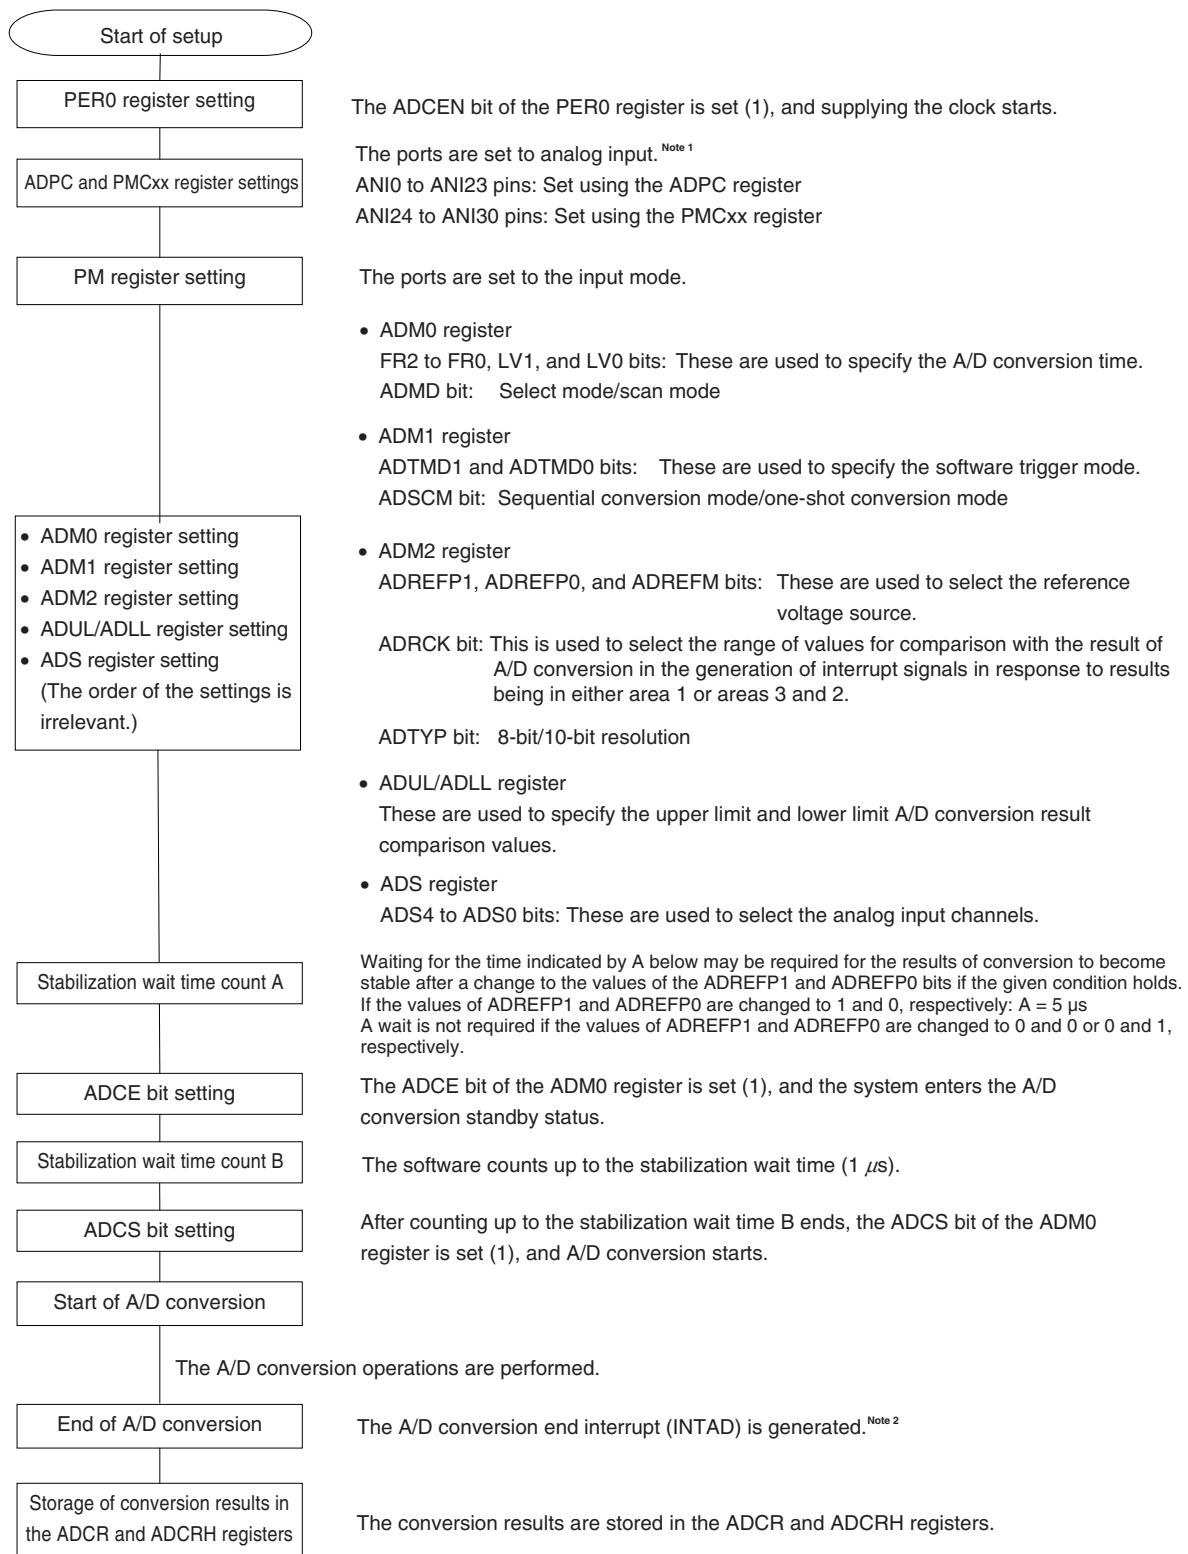 Start of setup
PER0 register setting
The ADCEN bit of the PER0 register is set (1), and supplying the clock starts.
ADPC and PMCxx register settings
The ports are set to analog input. Note 1
ANI0 to ANI23 pins: Set using the ADPC register
ANI24 to ANI30 pins: Set using the PMCxx register
PM register setting
The ports are set to the input mode.
• ADM0 register
FR2 to FR0, LV1, and LV0 bits: These are used to specify the A/D conversion time.
ADMD bit: Select mode/scan mode
• ADM1 register
ADTMD1 and ADTMD0 bits: These are used to specify the software trigger mode.
ADSCM bit: Sequential conversion mode/one-shot conversion mode
• ADM0 register setting
• ADM1 register setting
• ADM2 register setting
• ADUL/ADLL register setting
• ADS register setting
(The order of the settings is
irrelevant.)
• ADM2 register
ADREFP1, ADREFP0, and ADREFM bits: These are used to select the reference
voltage source.
ADRCK bit: This is used to select the range of values for comparison with the result of
A/D conversion in the generation of interrupt signals in response to results
being in either area 1 or areas 3 and 2.
ADTYP bit: 8-bit/10-bit resolution
• ADUL/ADLL register
These are used to specify the upper limit and lower limit A/D conversion result
comparison values.
• ADS register
ADS4 to ADS0 bits: These are used to select the analog input channels.
Stabilization wait time count A
Waiting for the time indicated by A below may be required for the results of conversion to become
stable after a change to the values of the ADREFP1 and ADREFP0 bits if the given condition holds.
If the values of ADREFP1 and ADREFP0 are changed to 1 and 0, respectively: A = 5 µs
A wait is not required if the values of ADREFP1 and ADREFP0 are changed to 0 and 0 or 0 and 1,
respectively.
ADCE bit setting
The ADCE bit of the ADM0 register is set (1), and the system enters the A/D
conversion standby status.
Stabilization wait time count B
The software counts up to the stabilization wait time (1 µs).
ADCS bit setting
After counting up to the stabilization wait time B ends, the ADCS bit of the ADM0
register is set (1), and A/D conversion starts.
Start of A/D conversion
The A/D conversion operations are performed.
End of A/D conversion
The A/D conversion end interrupt (INTAD) is generated. Note 2
Storage of conversion results in
the ADCR and ADCRH registers
The conversion results are stored in the ADCR and ADCRH registers.